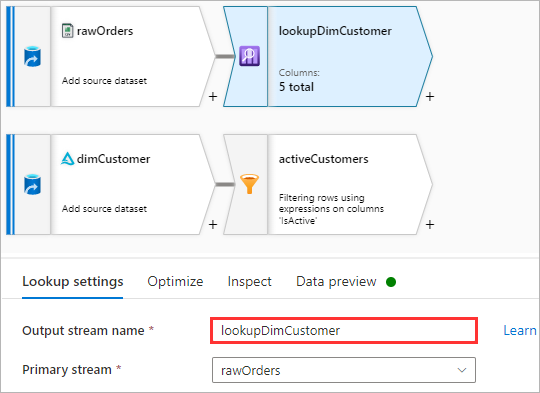 rawOrders
Add source dataset
+
lookupDimCustomer
Columns:
5 total
+
dimCustomer
Add source dataset
+
activeCustomers
Filtering rows using
expressions on columns
'IsActive'
+
Lookup settings Optimize Inspect Data preview
Output stream name * lookupDimCustomer Learn
Primary stream * rawOrders